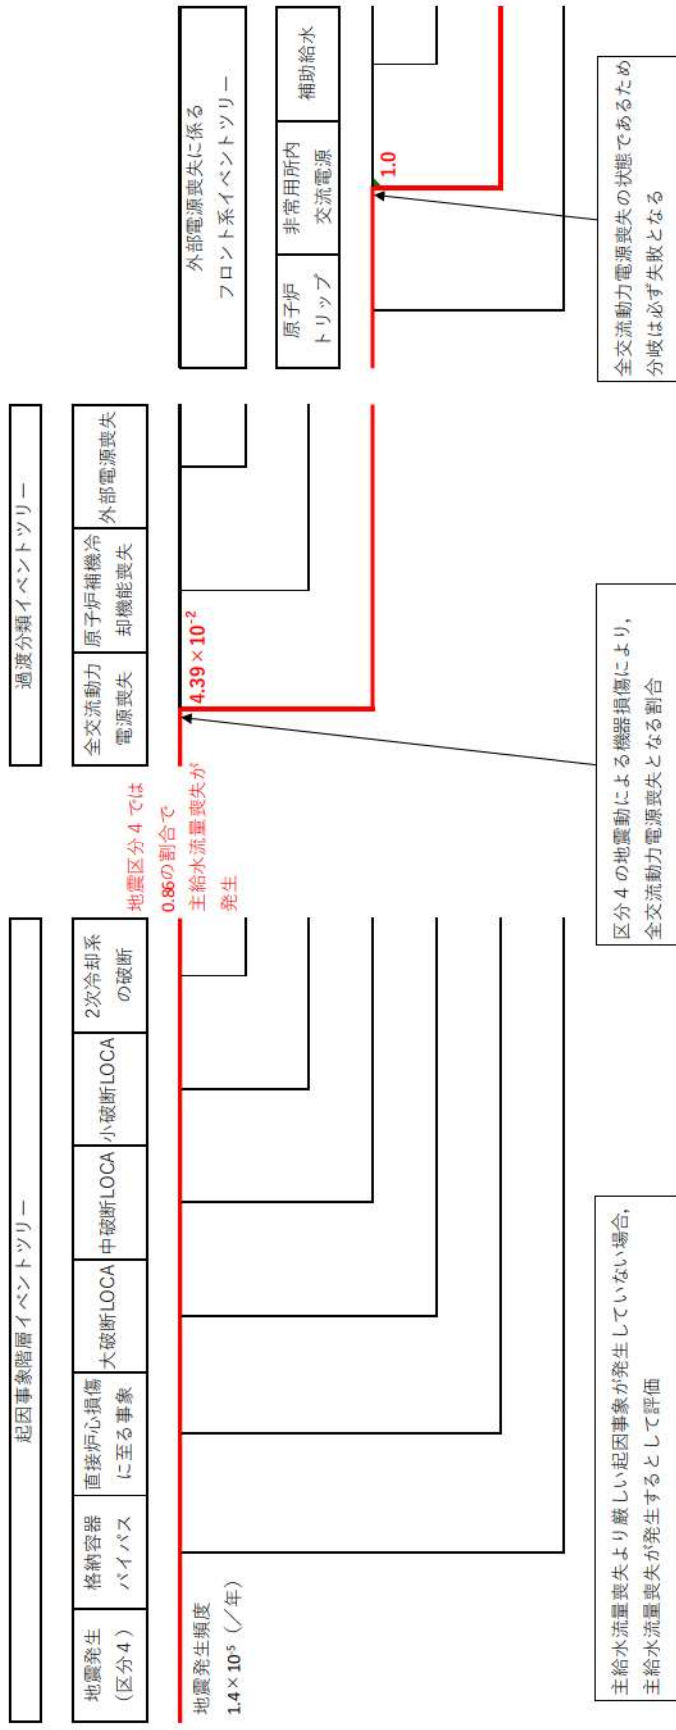 起因事象階層イベントツリー
地震発生
（区分４）
格納容器
バイパス
直接炉心損傷
に至る事象
大破断LOCA
中破断LOCA
小破断LOCA
2次冷却系
の破断
地震発生頻度
1.4×10⁻⁵（／年）
主給水流量喪失より厳しい起因事象が発生していない場合，
主給水流量喪失が発生するとして評価
地震区分４では
0.86の割合で
主給水流量喪失が
発生
過渡分類イベントツリー
全交流動力
電源喪失
原子炉補機冷
却機能喪失
外部電源喪失
4.39×10⁻²
区分４の地震動による機器損傷により，
全交流動力電源喪失となる割合
外部電源喪失に係る
フロント系イベントツリー
原子炉
トリップ
非常用所内
交流電源
補助給水
1.0
全交流動力電源喪失の状態であるため
分岐は必ず失敗となる